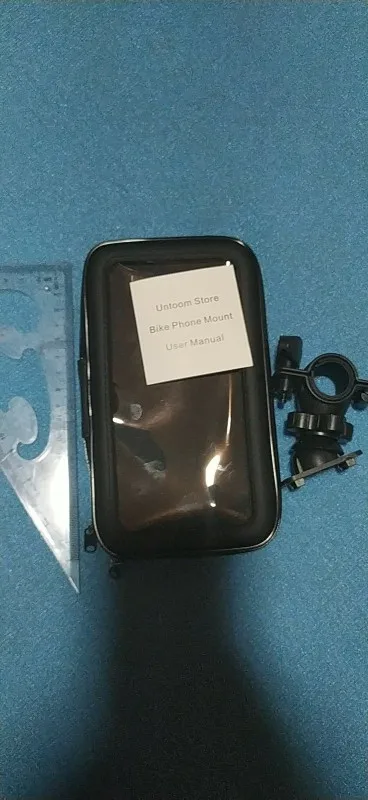 Untoom Store
Bike Phone Mount
User Manual